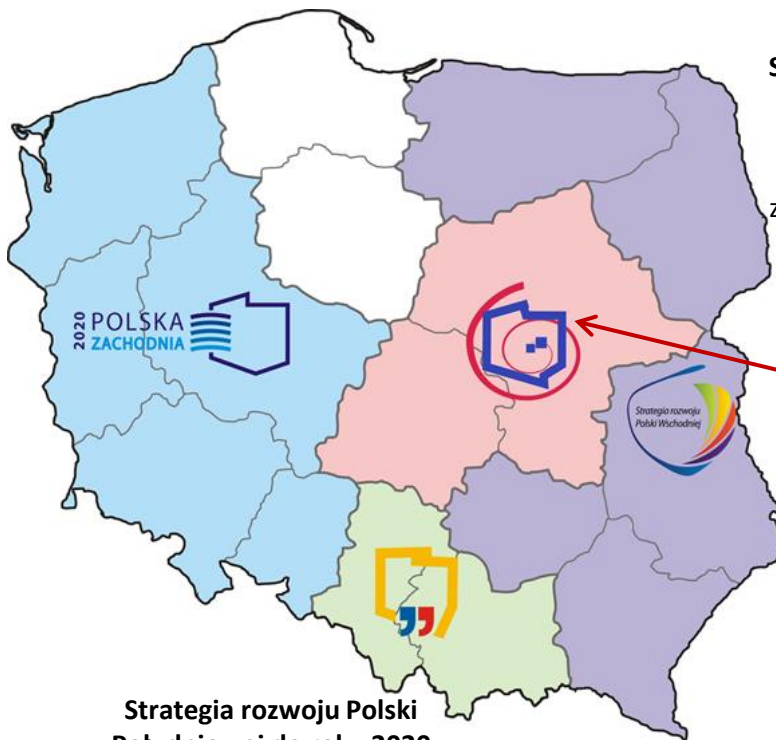 S
Z
2020
POLSKA
ZACHODNIA
Strategia rozwoju
Polski Wschodniej
Strategia rozwoju Polski